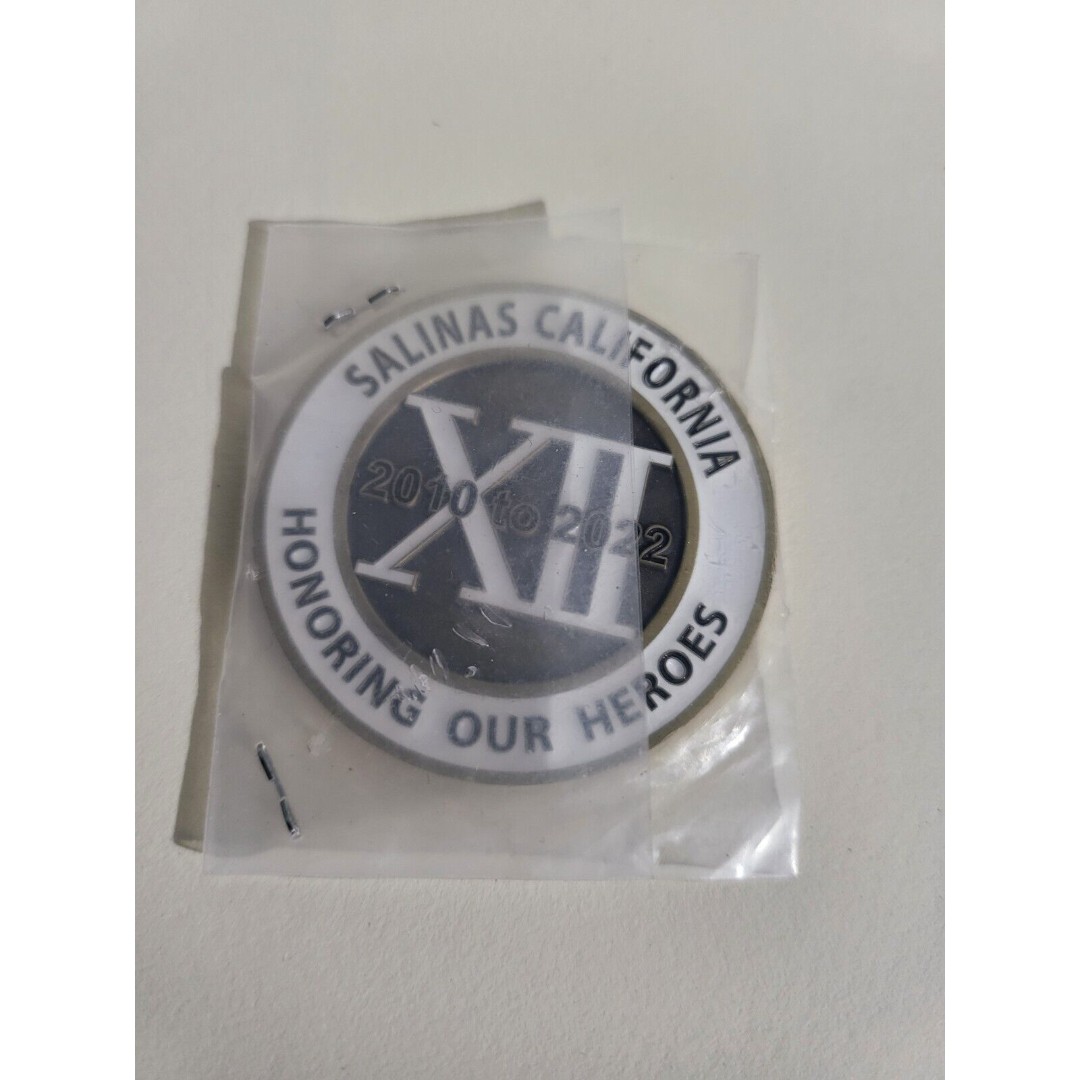 SALINAS CALIFORNIA
XII
2010 to 2022
HONORING OUR HEROES